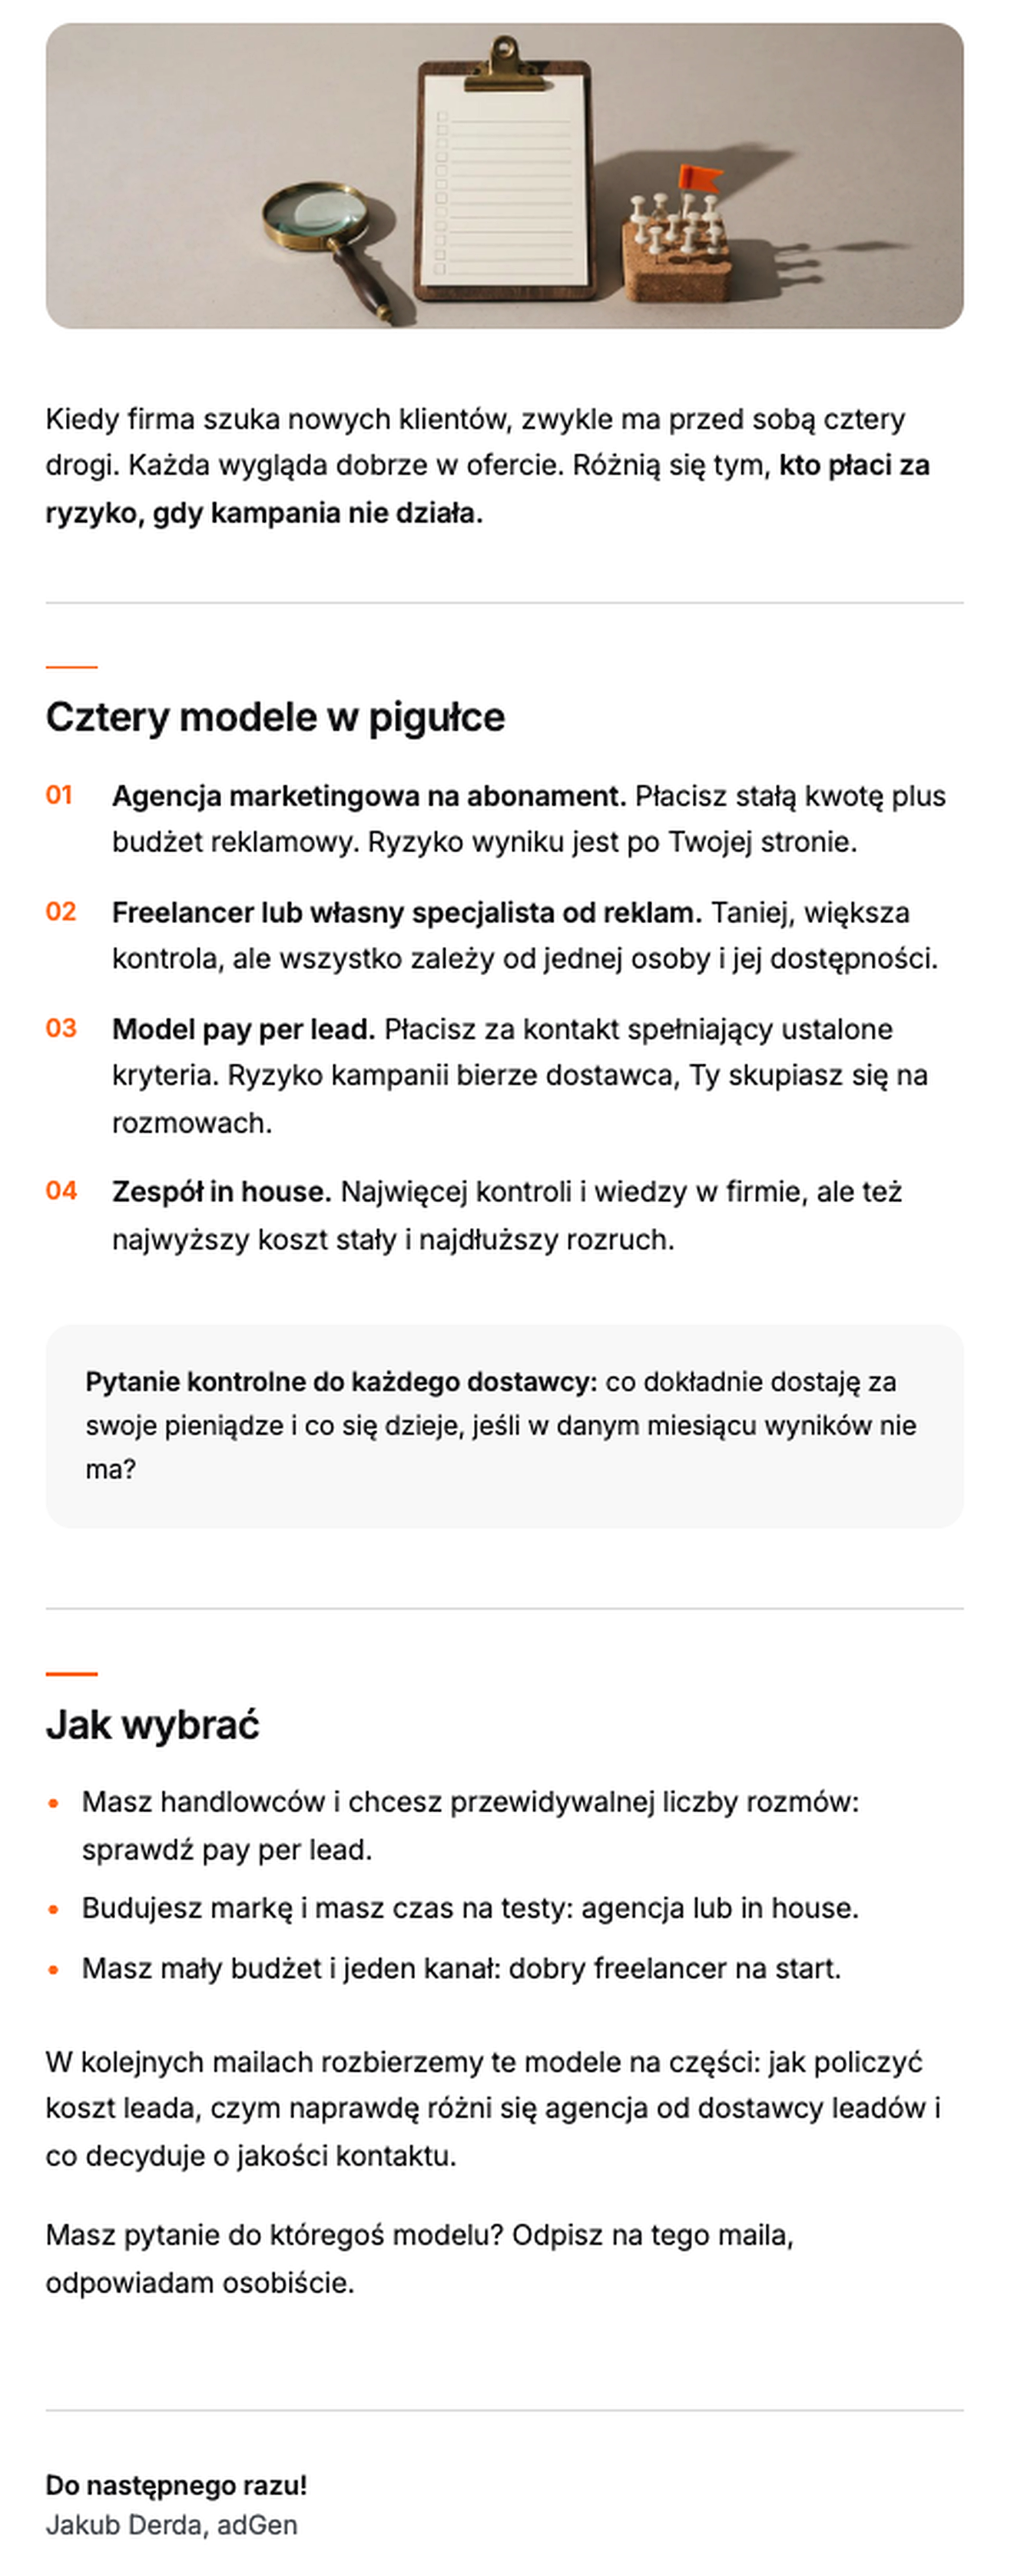 Kiedy firma szuka nowych klientów, zwykle ma przed sobą cztery
drogi. Każda wygląda dobrze w ofercie. Różnią się tym, kto płaci za
ryzyko, gdy kampania nie działa.
Cztery modele w pigułce
01 Agencja marketingowa na abonament. Płacisz stałą kwotę plus
budżet reklamowy. Ryzyko wyniku jest po Twojej stronie.
02 Freelancer lub własny specjalista od reklam. Taniej, większa
kontrola, ale wszystko zależy od jednej osoby i jej dostępności.
03 Model pay per lead. Płacisz za kontakt spełniający ustalone
kryteria. Ryzyko kampanii bierze dostawca, Ty skupiasz się na
rozmowach.
04 Zespół in house. Najwięcej kontroli i wiedzy w firmie, ale też
najwyższy koszt stały i najdłuższy rozruch.
Pytanie kontrolne do każdego dostawcy: co dokładnie dostaję za
swoje pieniądze i co się dzieje, jeśli w danym miesiącu wyników nie
ma?
Jak wybrać
• Masz handlowców i chcesz przewidywalnej liczby rozmów:
sprawdź pay per lead.
• Budujesz markę i masz czas na testy: agencja lub in house.
• Masz mały budżet i jeden kanał: dobry freelancer na start.
W kolejnych mailach rozbierzemy te modele na części: jak policzyć
koszt leada, czym naprawdę różni się agencja od dostawcy leadów i
co decyduje o jakości kontaktu.
Masz pytanie do któregoś modelu? Odpisz na tego maila,
odpowiadam osobiście.
Do następnego razu!
Jakub Derda, adGen